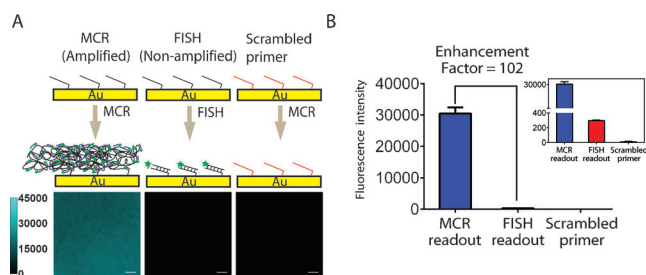 A
MCR
(Amplified)
FISH
(Non-amplified)
Scrambled
primer
Au
Au
Au
MCR
FISH
MCR
Au
Au
Au
45000
30000
15000
0
B
Enhancement
Factor = 102
Fluorescence intensity
40000
30000
20000
10000
0
MCR
readout
FISH
readout
Scrambled
primer
30000
400
200
0
MCR
readout
FISH
readout
Scrambled
primer